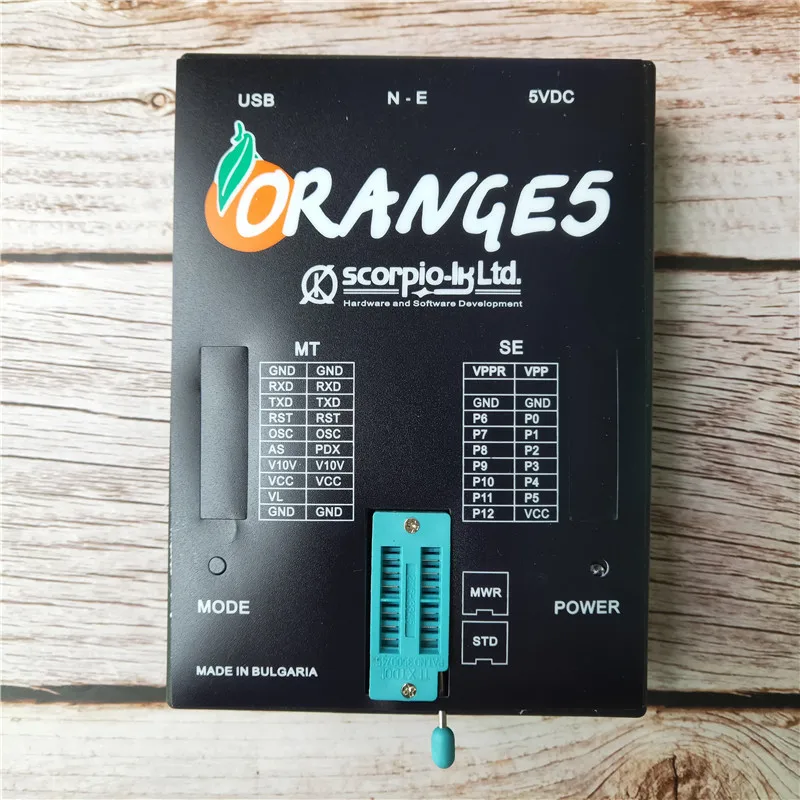 USB N - E 5VDC
ORANGE5
scorpio-lk Ltd.
Hardware and Software Development
MT
GND GND
RXD RXD
TXD TXD
RST RST
OSC OSC
AS PDX
V10V V10V
VCC VCC
VL
GND GND
SE
VPPR VPP
GND GND
P6 P0
P7 P1
P8 P2
P9 P3
P10 P4
P11 P5
P12 VCC
MWR
MODE
POWER
STD
MADE IN BULGARIA